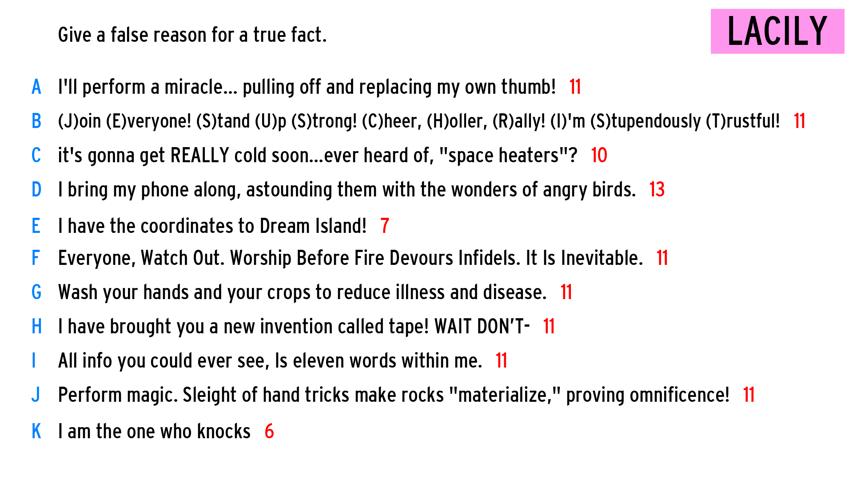 Give a false reason for a true fact.
LACILY
A I'll perform a miracle... pulling off and replacing my own thumb! 11
B (J)oin (E)veryone! (S)tand (U)p (S)trong! (C)heer, (H)oller, (R)ally! (I)'m (S)tupendously (T)rustful! 11
C it's gonna get REALLY cold soon...ever heard of, "space heaters"? 10
D I bring my phone along, astounding them with the wonders of angry birds. 13
E I have the coordinates to Dream Island! 7
F Everyone, Watch Out. Worship Before Fire Devours Infidels. It Is Inevitable. 11
G Wash your hands and your crops to reduce illness and disease. 11
H I have brought you a new invention called tape! WAIT DON'T- 11
I All info you could ever see, Is eleven words within me. 11
J Perform magic. Sleight of hand tricks make rocks "materialize," proving omnificence! 11
K I am the one who knocks 6